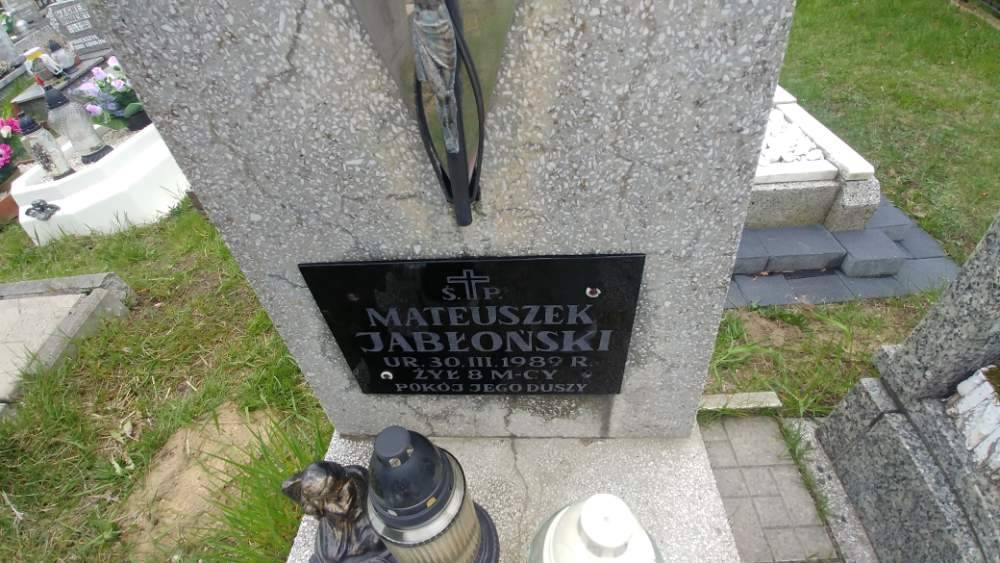 Ś. P.
MATEUSZEK
JABŁOŃSKI
UR. 30. III. 1989 R.
ŻYŁ 8 M-CY
POKÓJ JEGO DUSZY